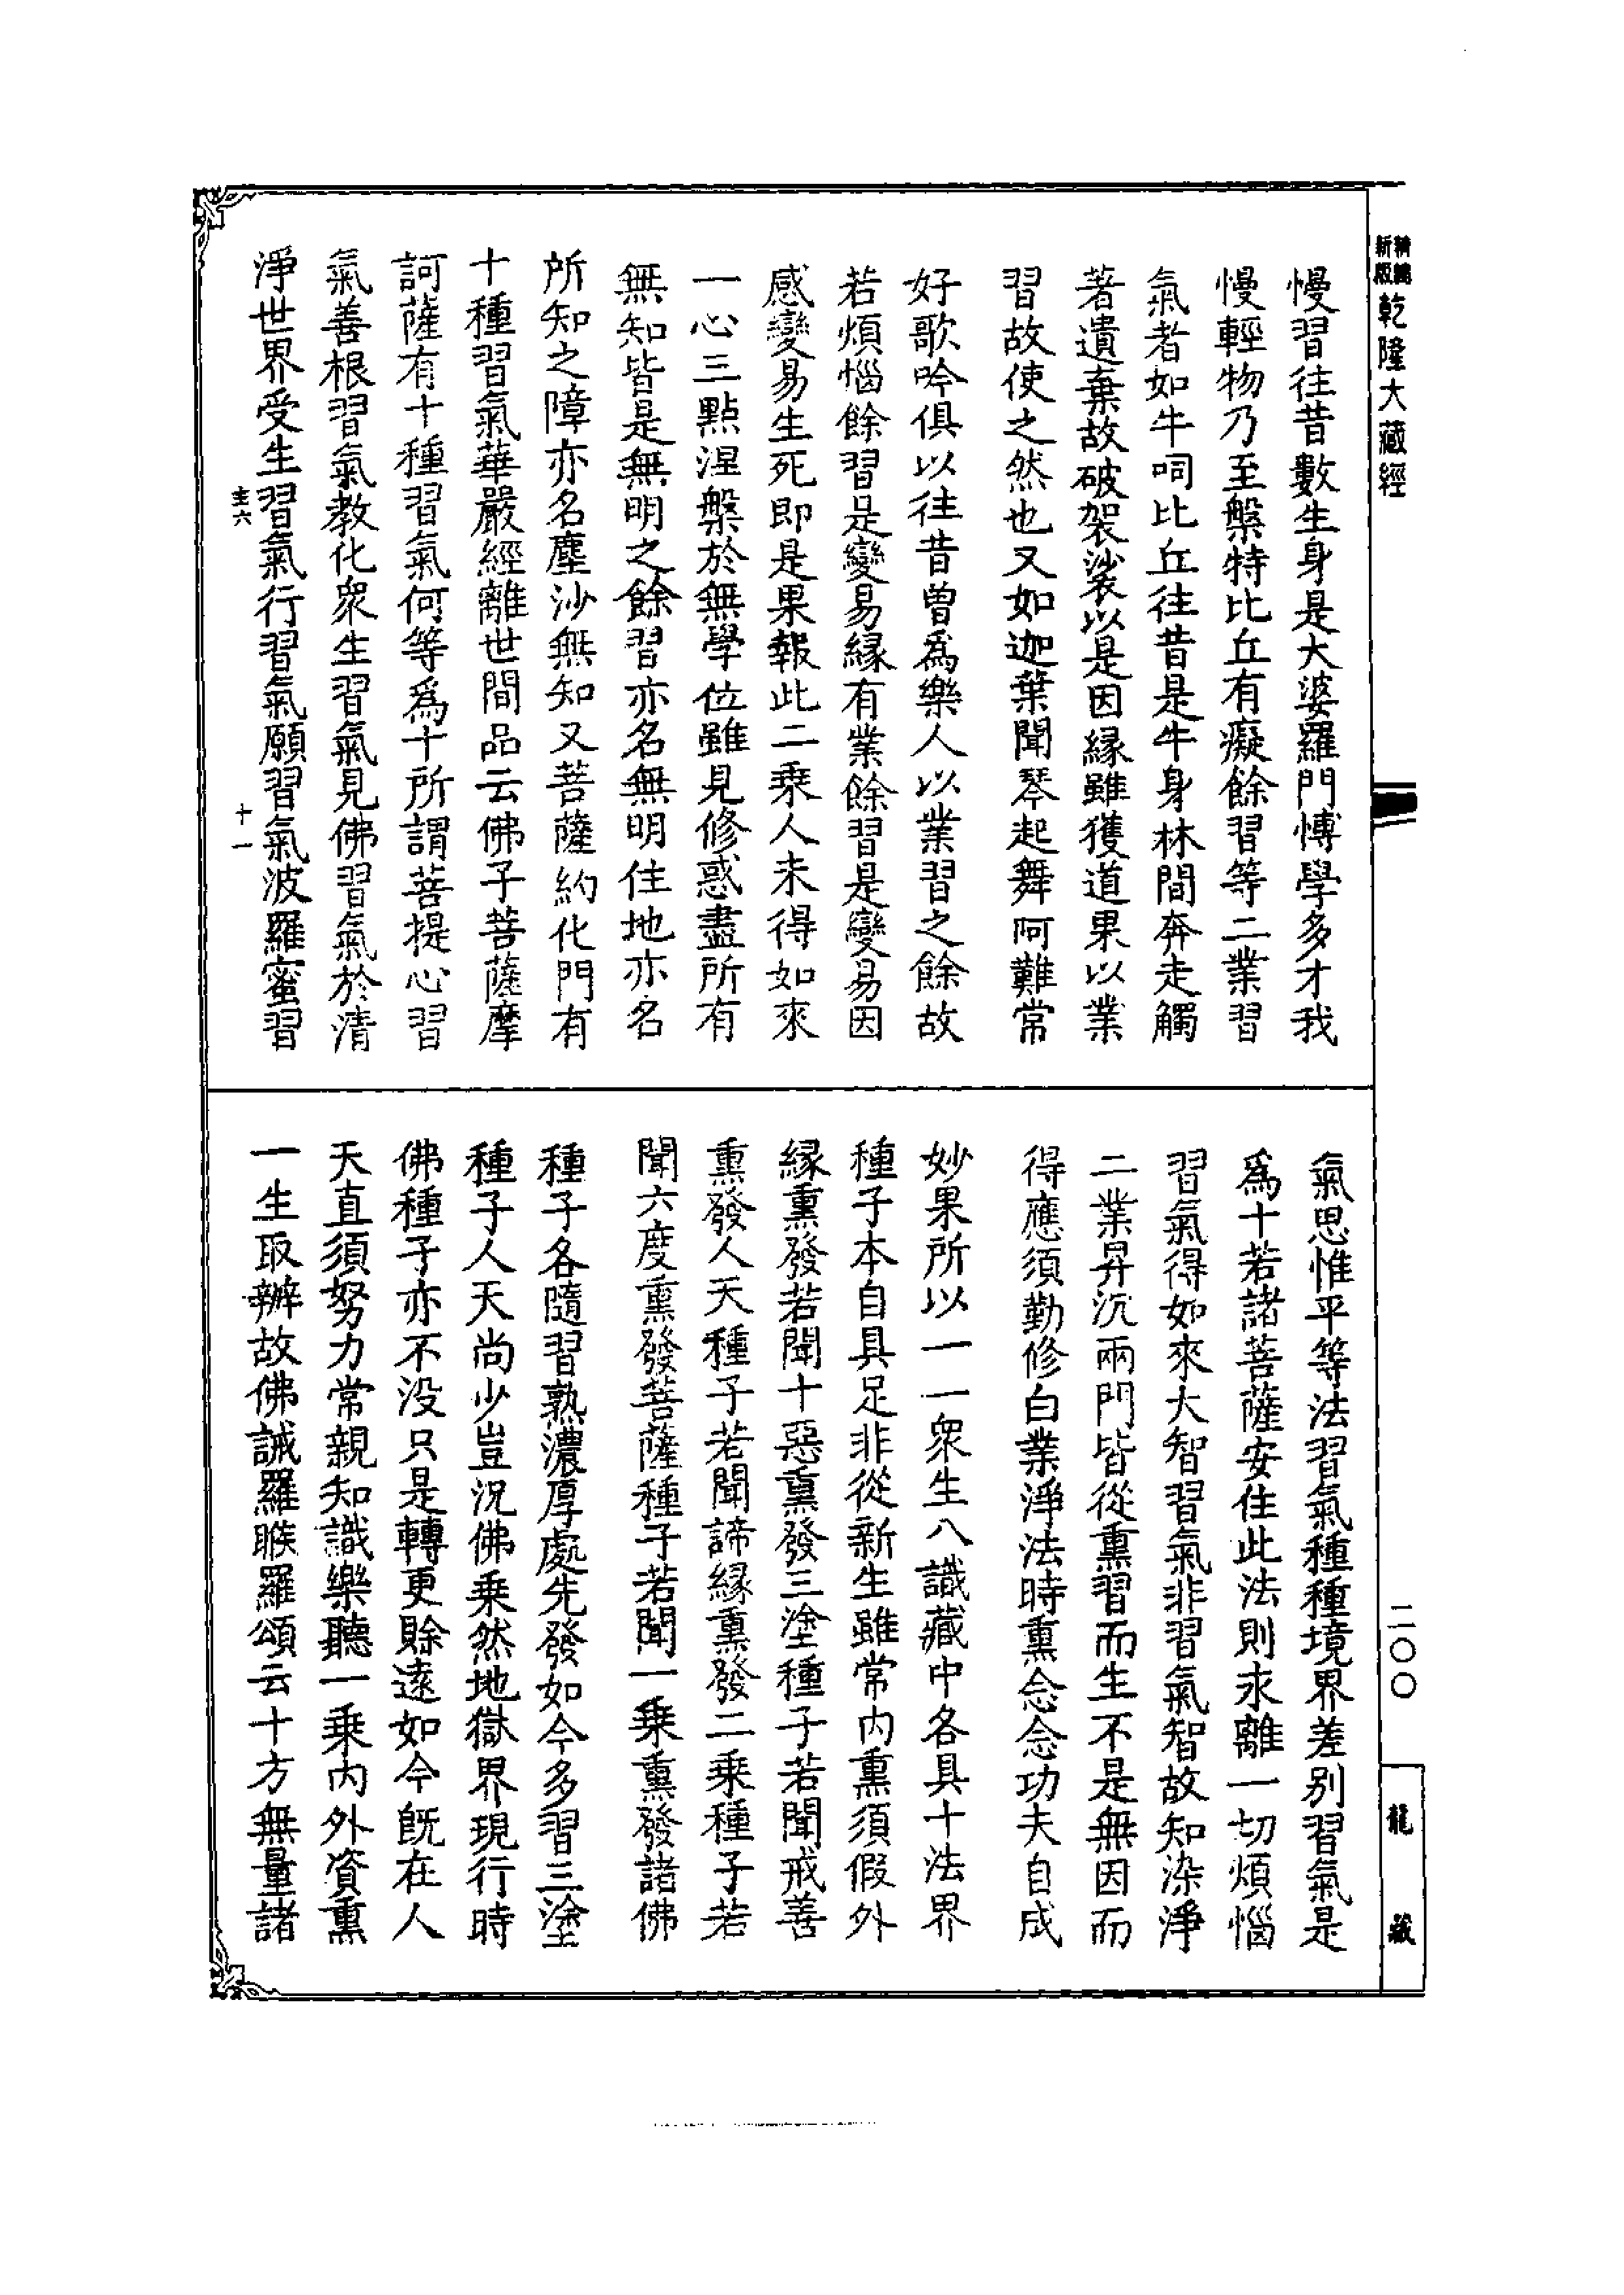 精縮
新版
乾隆大藏經
慢習往昔數生身是大婆羅門博學多才我
慢輕物乃至槃特比丘有癡餘習等二業習
氣者如牛呞比丘往昔是牛身林間奔走觸
著遺棄故破袈裟以是因緣雖獲道果以業
習故使之然也又如迦葉聞琴起舞阿難常
好歌吟俱以往昔曾爲樂人以業習之餘故
若煩惱餘習是變易緣有業餘習是變易因
感變易生死即是果報此二乗人未得如來
一心三點涅槃於無學位雖見修惑盡所有
無知皆是無明之餘習亦名無明住地亦名
所知之障亦名塵沙無知又菩薩約化門有
十種習氣華嚴經離世間品云佛子菩薩摩
訶薩有十種習氣何等爲十所謂菩提心習
氣善根習氣教化衆生習氣見佛習氣於清
淨世界受生習氣行習氣願習氣波羅蜜習
主六
十一
氣思惟平等法習氣種種境界差別習氣是
爲十若諸菩薩安住此法則永離一切煩惱
習氣得如來大智習氣非習氣智故知染淨
二業昇沉兩門皆從熏習而生不是無因而
得應須勤修白業淨法時熏念念功夫自成
妙果所以一一衆生八識藏中各具十法界
種子本自具足非從新生雖常内熏須假外
緣熏發若聞十惡熏發三塗種子若聞戒善
熏發人天種子若聞諦緣熏發二乗種子若
聞六度熏發菩薩種子若聞一乗熏發諸佛
種子各隨習熟濃厚處先發如今多習三塗
種子人天尚少豈況佛乗然地獄界現行時
佛種子亦不没只是轉更賒遠如今既在人
天直須努力常親知識樂聽一乗内外資熏
一生取辦故佛誡羅睺羅頌云十方無量諸
二〇〇
龍藏